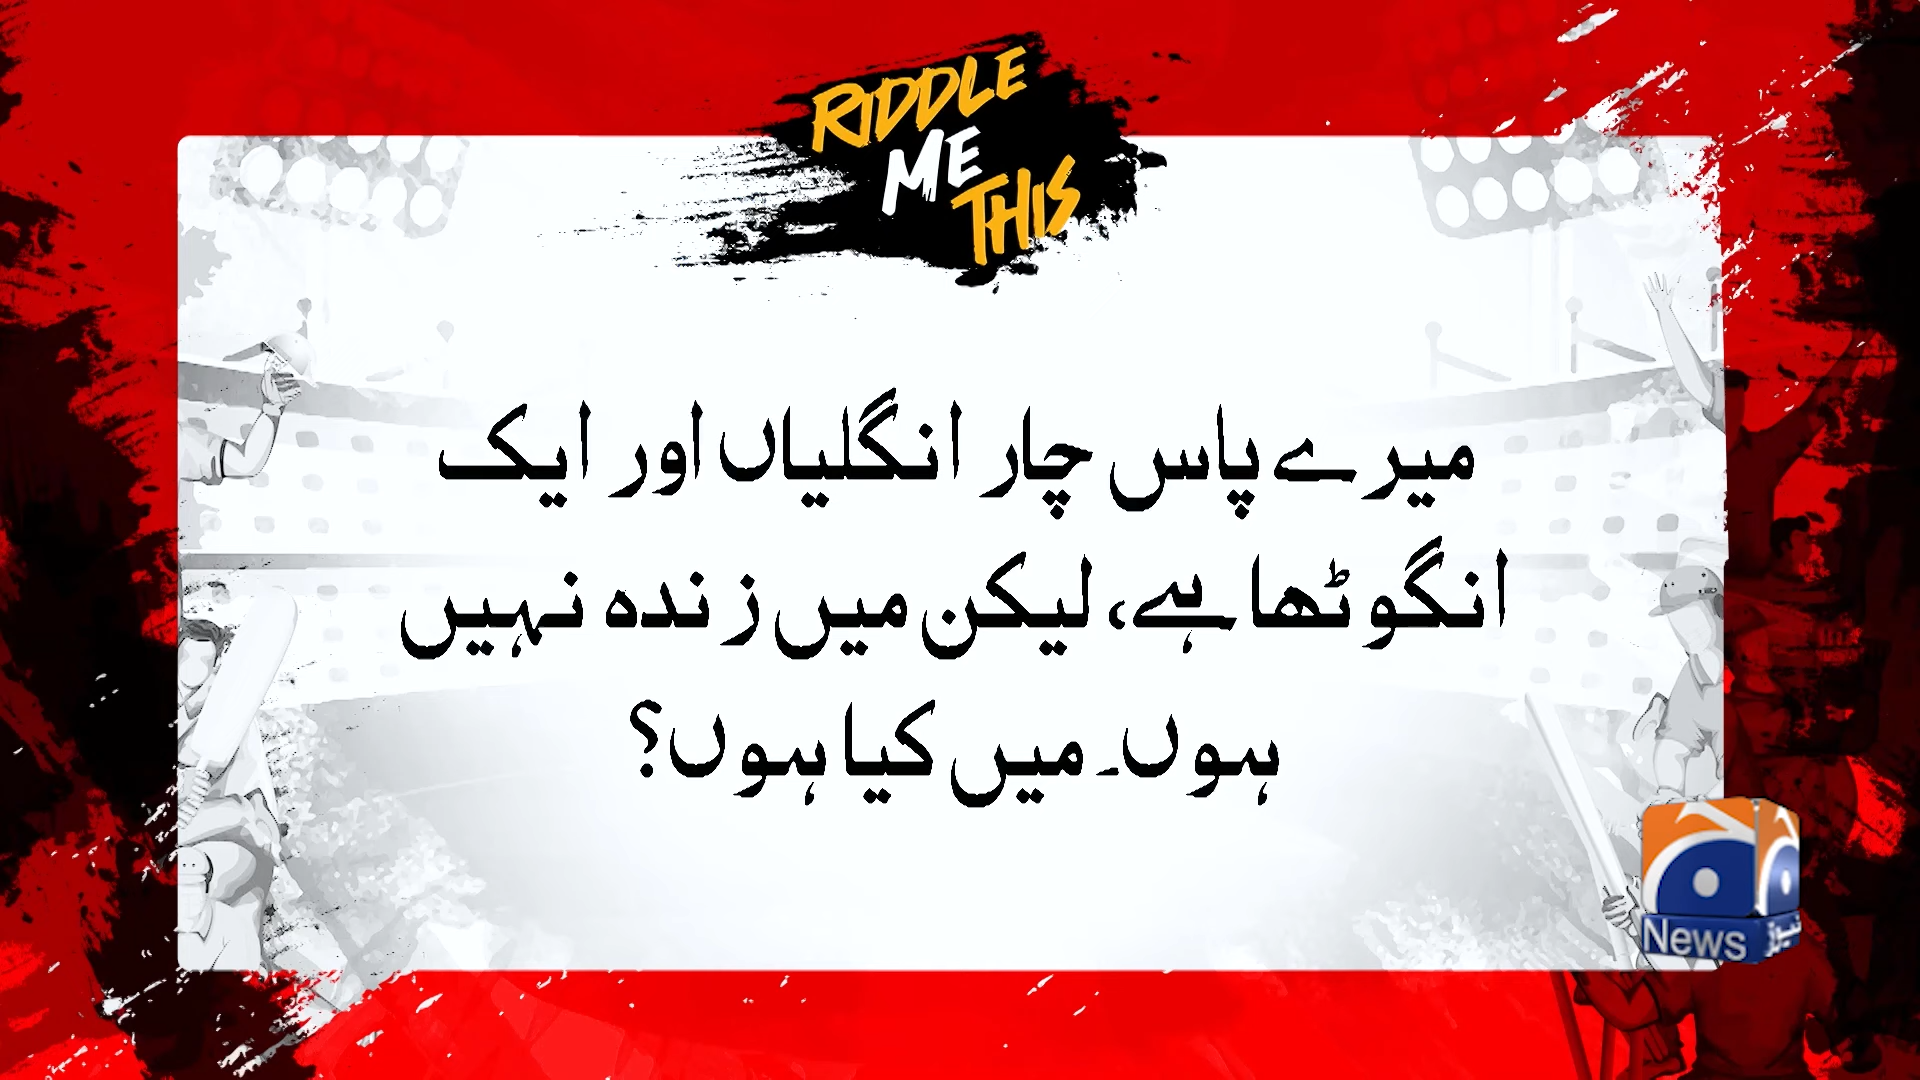 RIDDLE
ME
THIS
میرے پاس چار انگلیاں اور ایک
انگوٹھا ہے، لیکن میں زندہ نہیں
ہوں۔ میں کیا ہوں؟
News نیوز